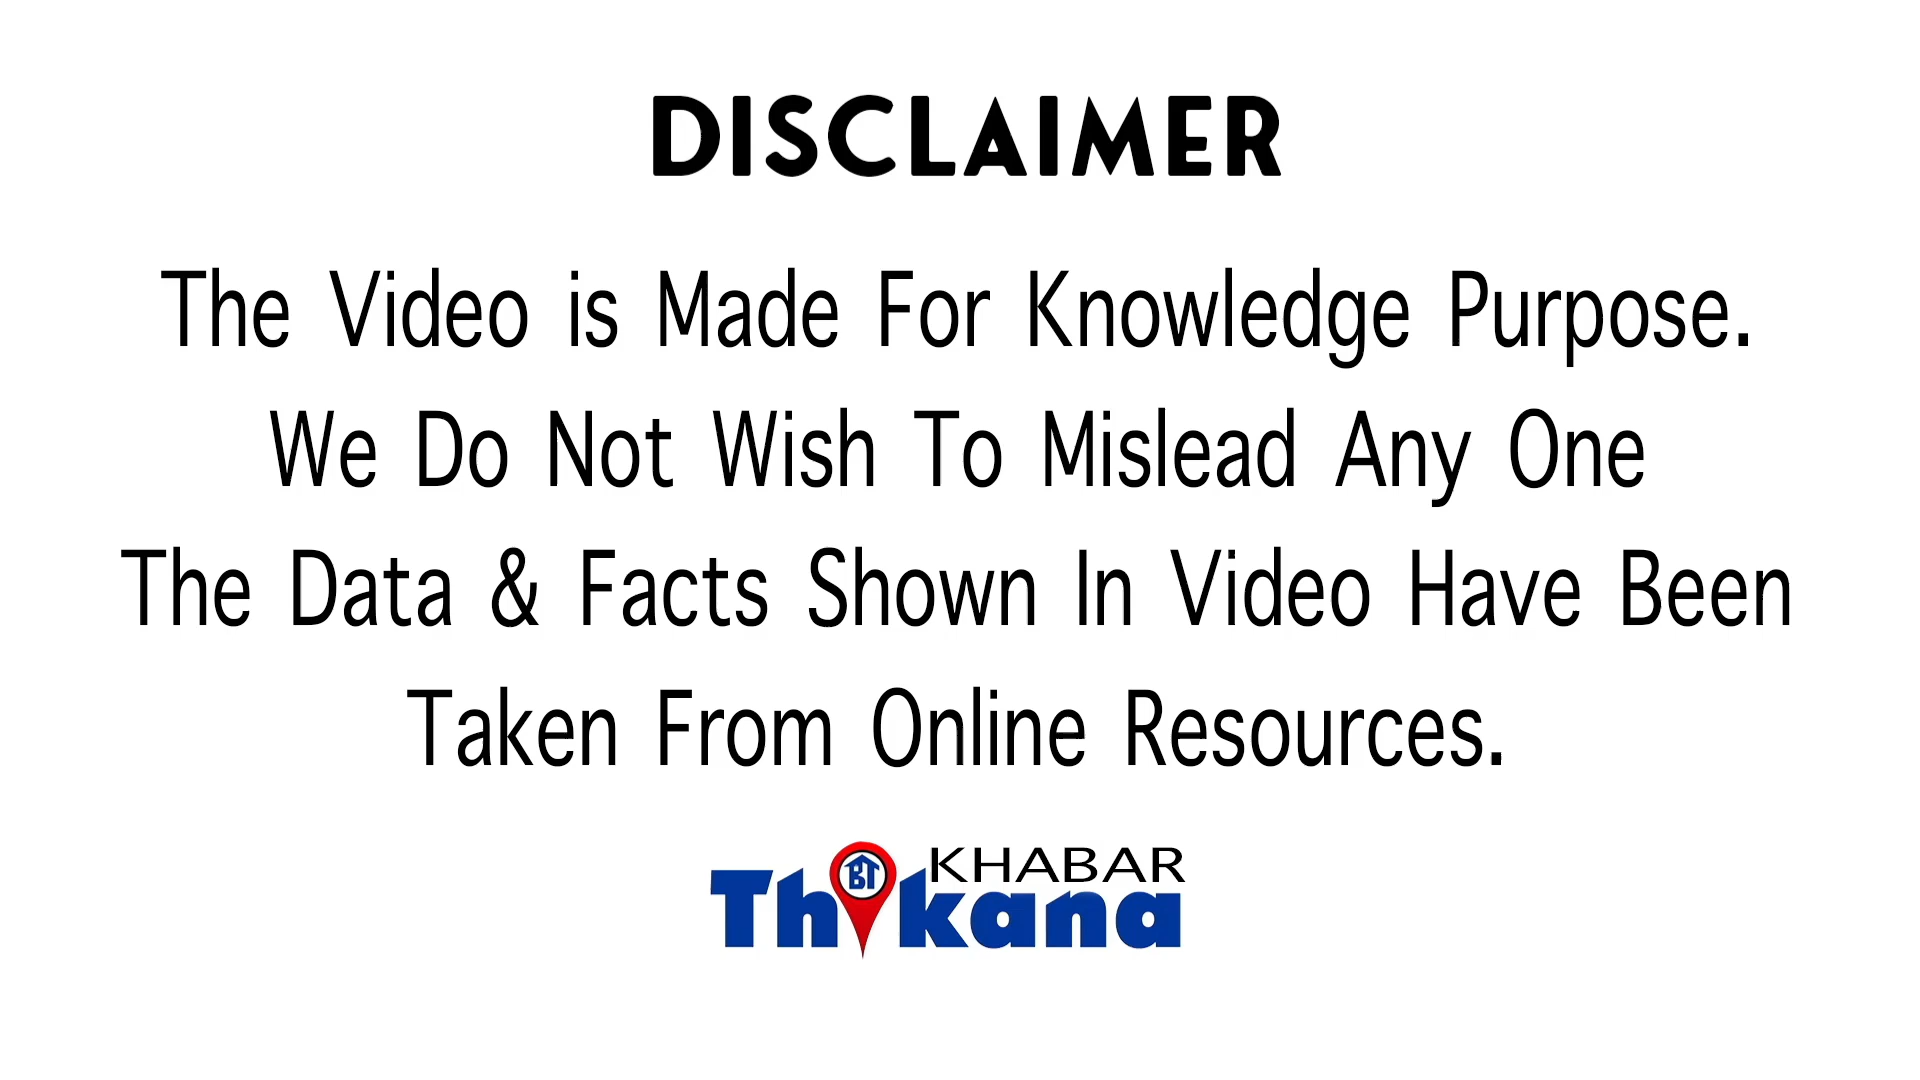 DISCLAIMER
The Video is Made For Knowledge Purpose.
We Do Not Wish To Mislead Any One
The Data & Facts Shown In Video Have Been
Taken From Online Resources.
KHABAR
BT
Thikana